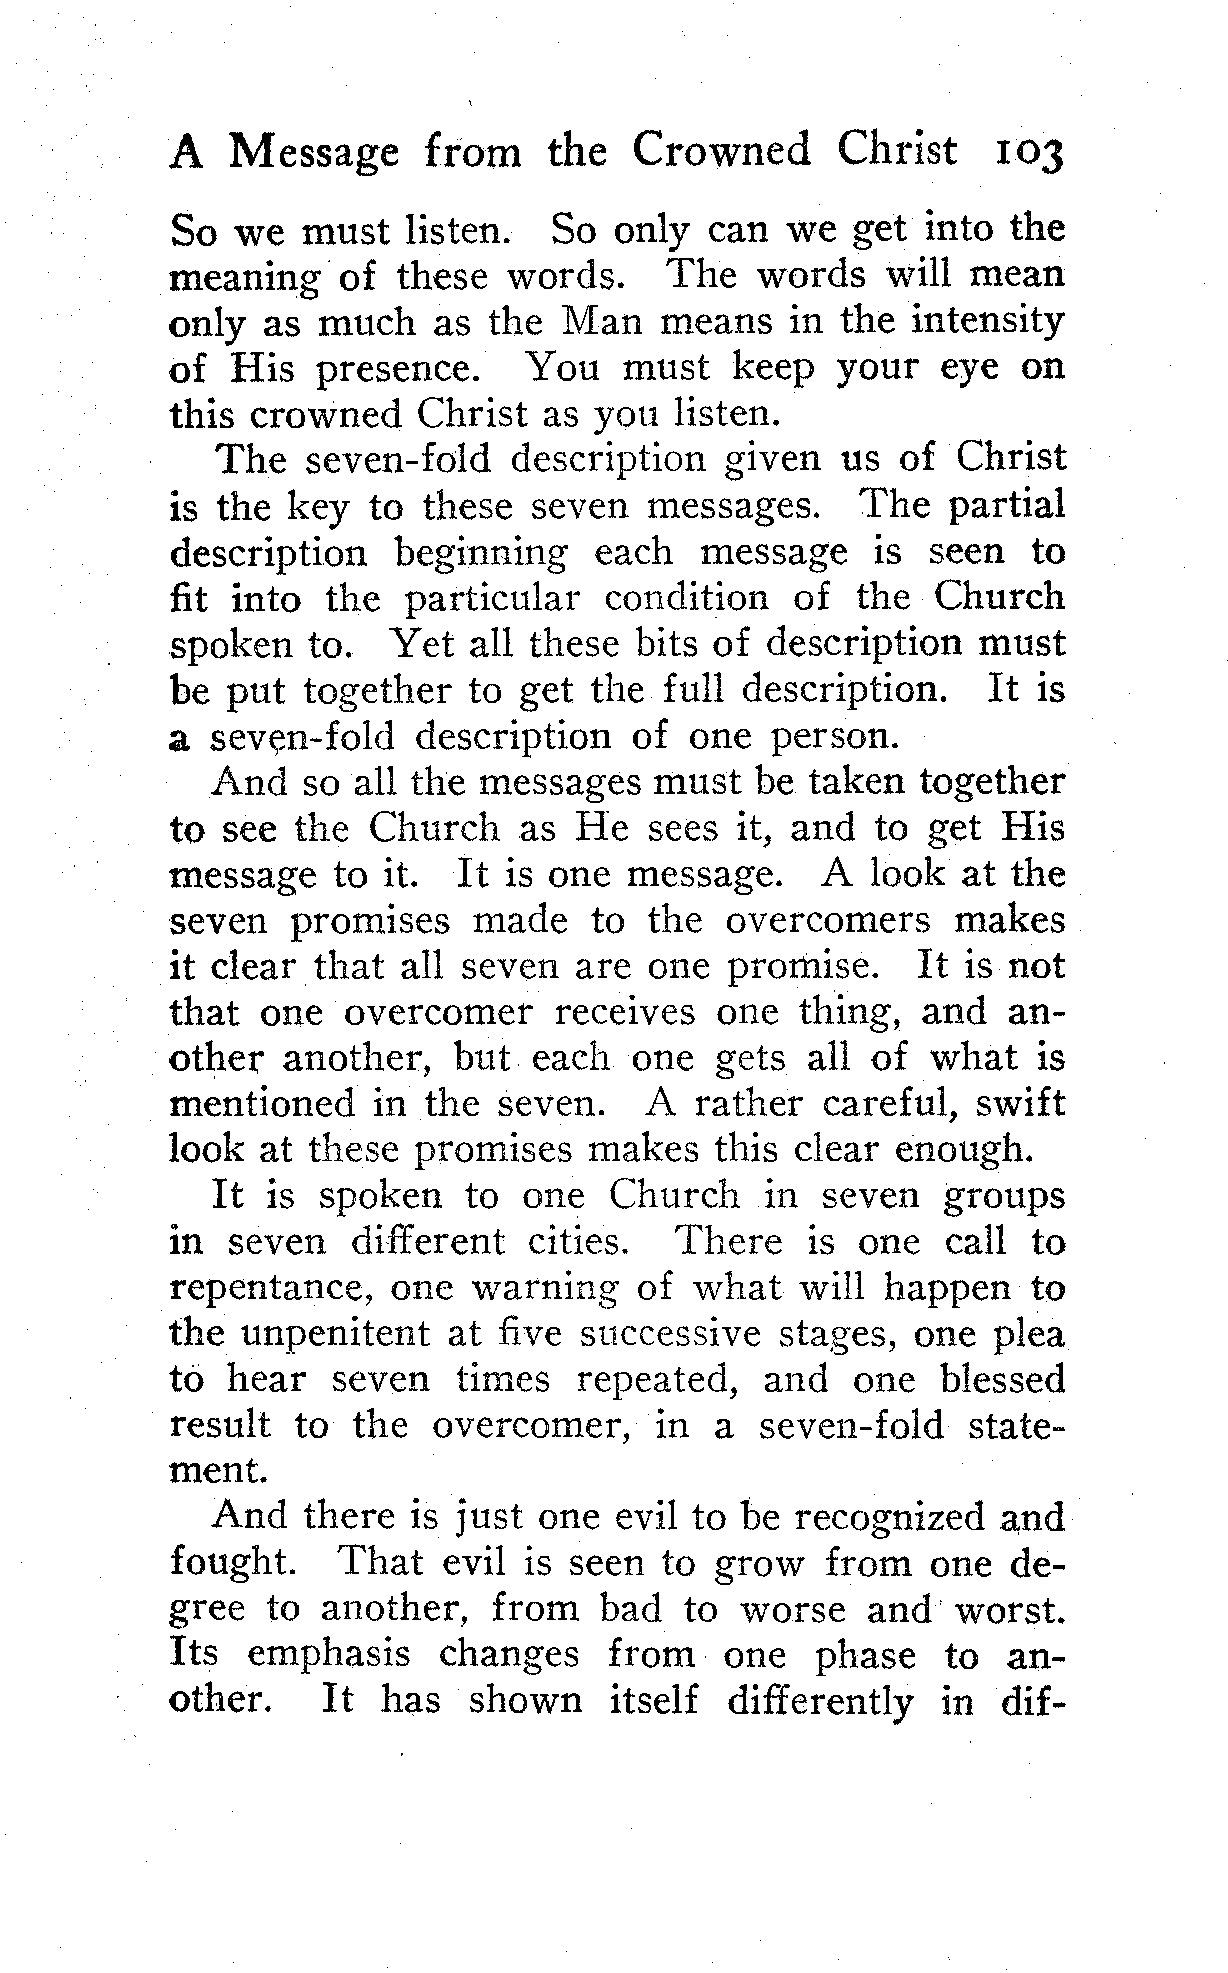 A Message from the Crowned Christ 103
So we must listen. So only can we get into the
meaning of these words. The words will mean
only as much as the Man means in the intensity
of His presence. You must keep your eye on
this crowned Christ as you listen.
The seven-fold description given us of Christ
is the key to these seven messages. The partial
description beginning each message is seen to
fit into the particular condition of the Church
spoken to. Yet all these bits of description must
be put together to get the full description. It is
a seven-fold description of one person.
And so all the messages must be taken together
to see the Church as He sees it, and to get His
message to it. It is one message. A look at the
seven promises made to the overcomers makes
it clear that all seven are one promise. It is not
that one overcomer receives one thing, and an-
other another, but each one gets all of what is
mentioned in the seven. A rather careful, swift
look at these promises makes this clear enough.
It is spoken to one Church in seven groups
in seven different cities. There is one call to
repentance, one warning of what will happen to
the unpenitent at five successive stages, one plea
to hear seven times repeated, and one blessed
result to the overcomer, in a seven-fold state-
ment.
And there is just one evil to be recognized and
fought. That evil is seen to grow from one de-
gree to another, from bad to worse and worst.
Its emphasis changes from one phase to an-
other. It has shown itself differently in dif-